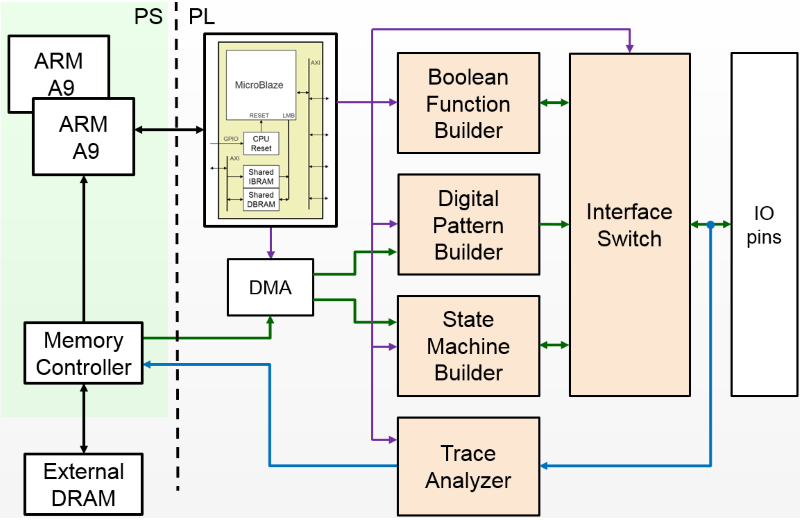 PS
PL
ARM
A9
ARM
A9
MicroBlaze
AXI
RESET
LMB
GPIO
CPU
Reset
AXI
Shared
IBRAM
Shared
DBRAM
Boolean
Function
Builder
Digital
Pattern
Builder
Interface
Switch
IO
pins
DMA
State
Machine
Builder
Memory
Controller
Trace
Analyzer
External
DRAM